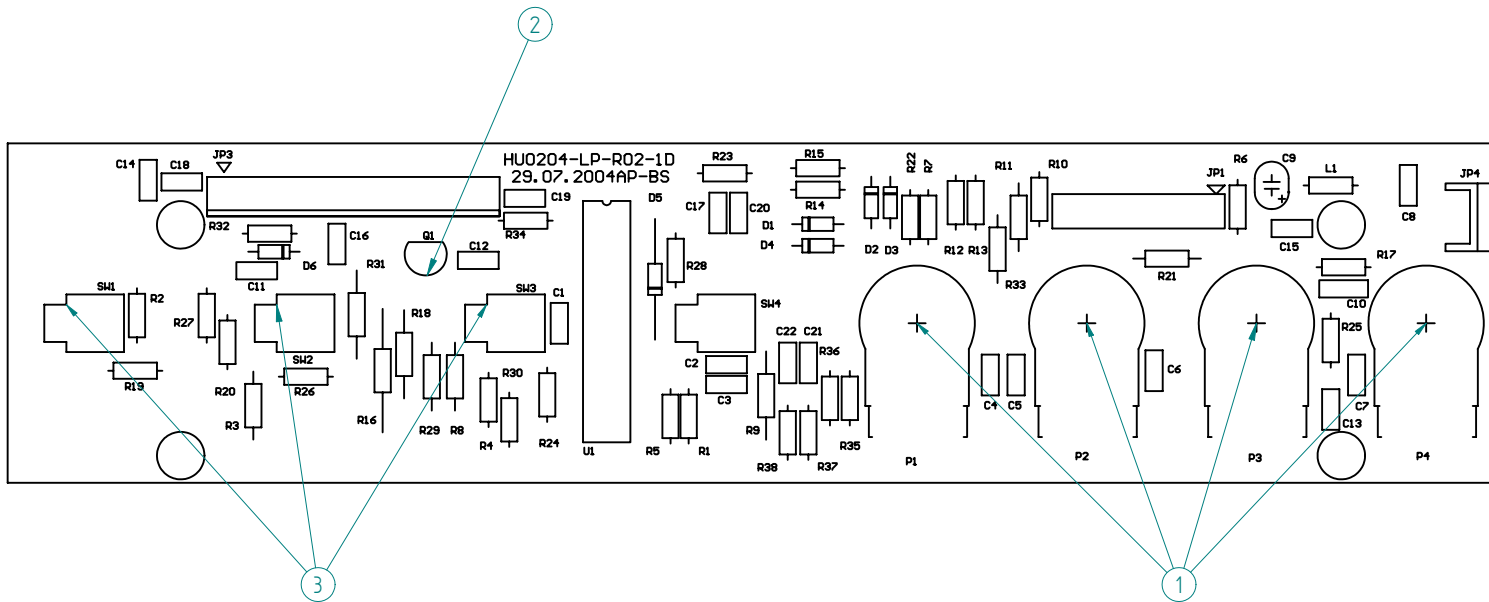 2
HU0204-LP-R02-1D
29.07.2004AP-BS
C14
C18
JP3
C19
R34
R32
C16
Q1
C12
D6
C11
R31
D5
R28
R23
C17
C20
R15
R14
D1
D4
D2
D3
R22
R7
R12
R13
R11
R33
R10
JP1
R6
C9
L1
C15
C8
JP4
R21
R17
C10
SW1
R2
R27
R20
R19
SW2
R26
R3
R18
R16
R29
R8
SW3
C1
R30
R4
R24
U1
SW4
C2
C3
R5
R1
R9
C22
C21
R36
R38
R37
R35
P1
C4
C5
P2
C6
P3
R25
C7
C13
P4
3
1